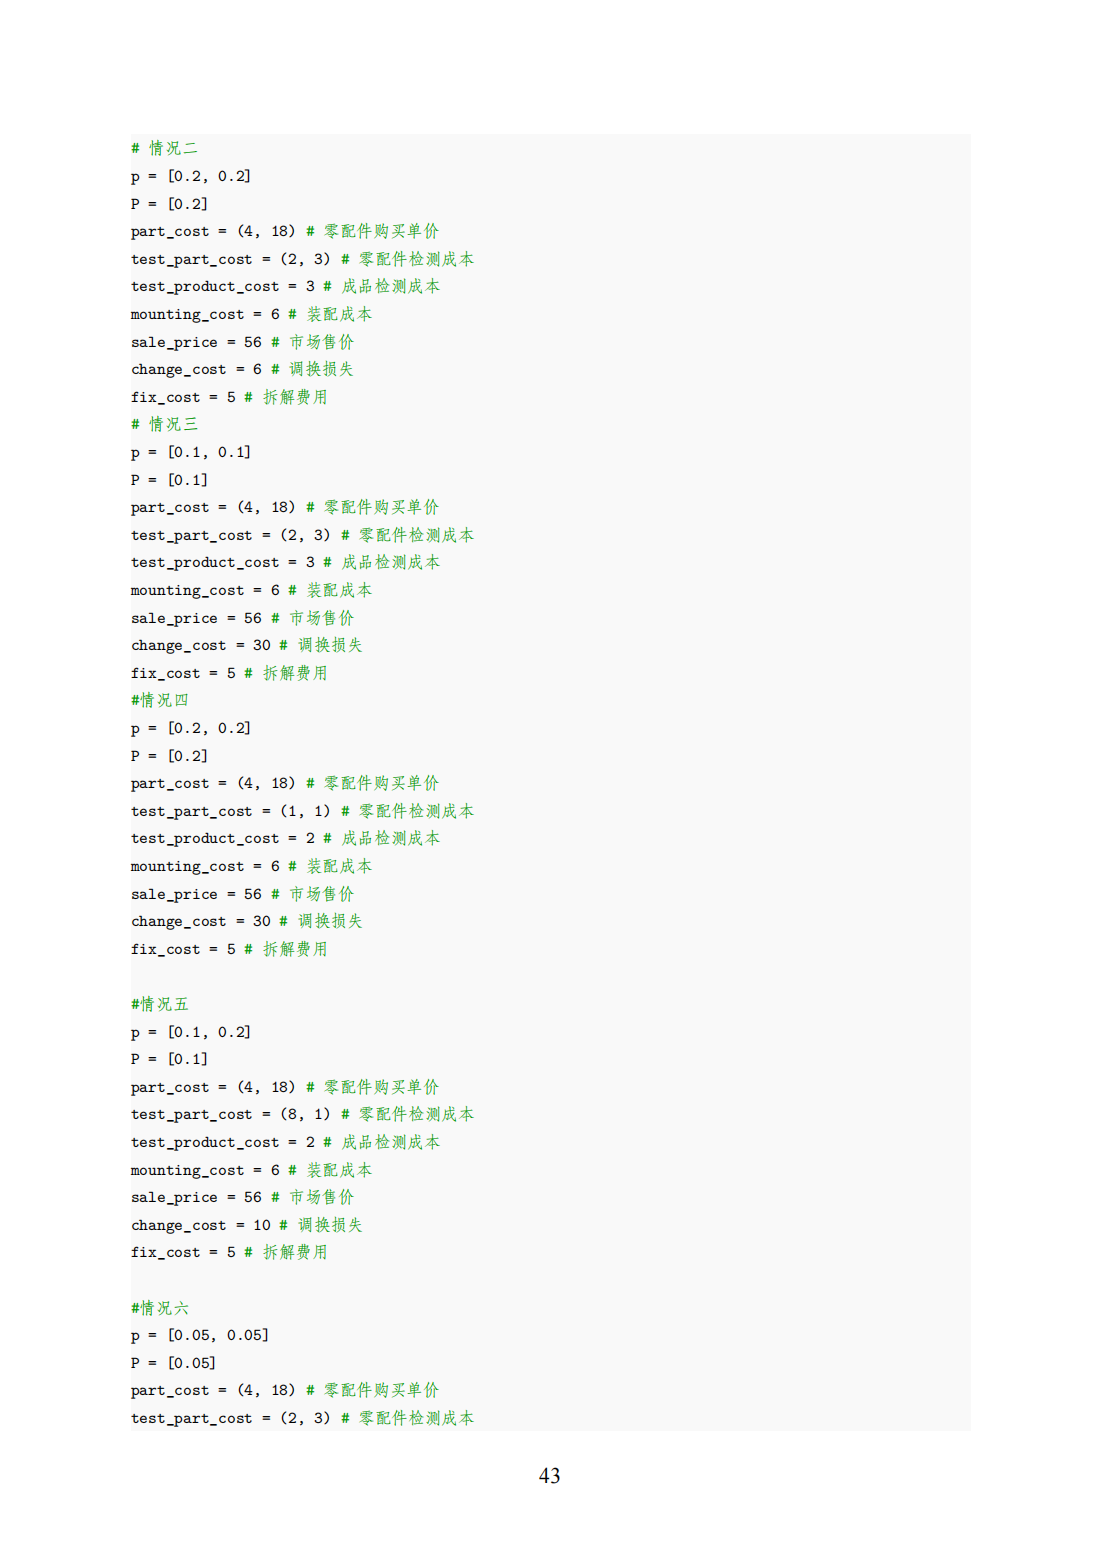 # 情况二
p = [0.2, 0.2]
P = [0.2]
part_cost = (4, 18) # 零配件购买单价
test_part_cost = (2, 3) # 零配件检测成本
test_product_cost = 3 # 成品检测成本
mounting_cost = 6 # 装配成本
sale_price = 56 # 市场售价
change_cost = 6 # 调换损失
fix_cost = 5 # 拆解费用
# 情况三
p = [0.1, 0.1]
P = [0.1]
part_cost = (4, 18) # 零配件购买单价
test_part_cost = (2, 3) # 零配件检测成本
test_product_cost = 3 # 成品检测成本
mounting_cost = 6 # 装配成本
sale_price = 56 # 市场售价
change_cost = 30 # 调换损失
fix_cost = 5 # 拆解费用
#情况四
p = [0.2, 0.2]
P = [0.2]
part_cost = (4, 18) # 零配件购买单价
test_part_cost = (1, 1) # 零配件检测成本
test_product_cost = 2 # 成品检测成本
mounting_cost = 6 # 装配成本
sale_price = 56 # 市场售价
change_cost = 30 # 调换损失
fix_cost = 5 # 拆解费用
#情况五
p = [0.1, 0.2]
P = [0.1]
part_cost = (4, 18) # 零配件购买单价
test_part_cost = (8, 1) # 零配件检测成本
test_product_cost = 2 # 成品检测成本
mounting_cost = 6 # 装配成本
sale_price = 56 # 市场售价
change_cost = 10 # 调换损失
fix_cost = 5 # 拆解费用
#情况六
p = [0.05, 0.05]
P = [0.05]
part_cost = (4, 18) # 零配件购买单价
test_part_cost = (2, 3) # 零配件检测成本
43